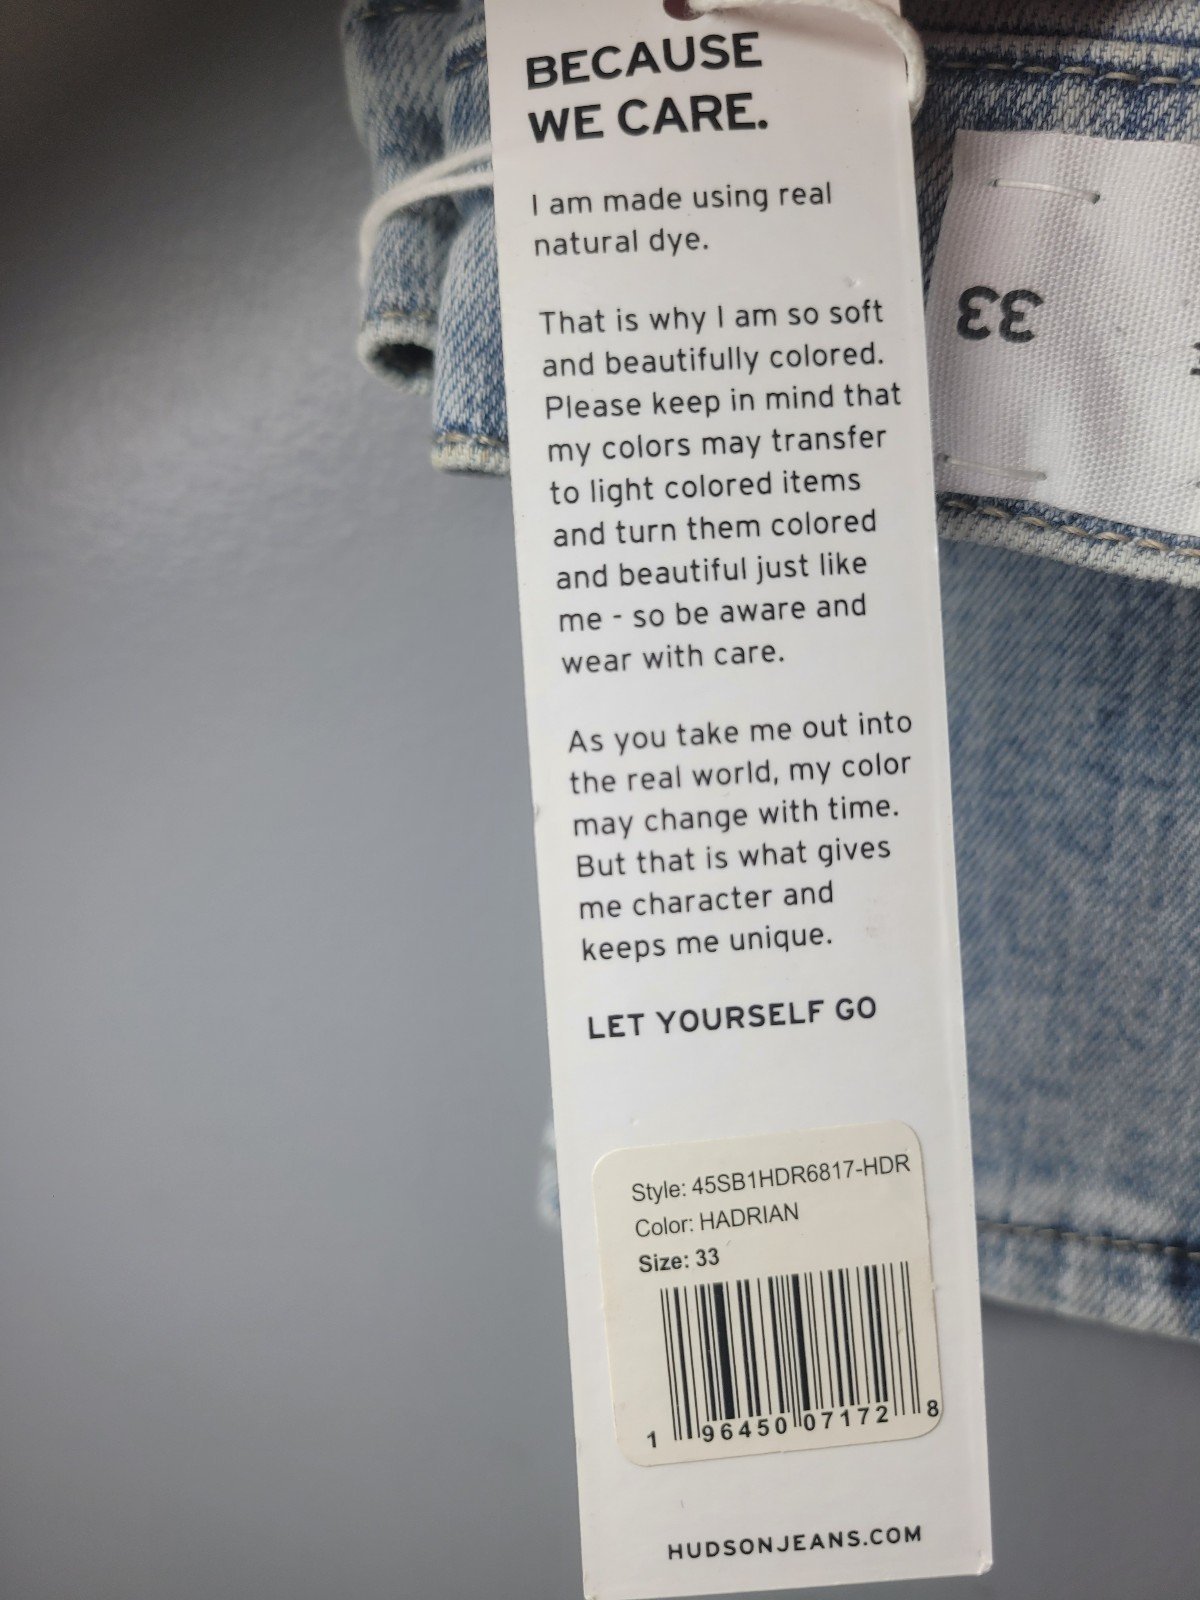 BECAUSE
WE CARE.
I am made using real
natural dye.
That is why I am so soft
and beautifully colored.
Please keep in mind that
my colors may transfer
to light colored items
and turn them colored
and beautiful just like
me - so be aware and
wear with care.
As you take me out into
the real world, my color
may change with time.
But that is what gives
me character and
keeps me unique.
LET YOURSELF GO
Style: 45SB1HDR6817-HDR
Color: HADRIAN
Size: 33
1 96450 07172 8
HUDSONJEANS.COM
33